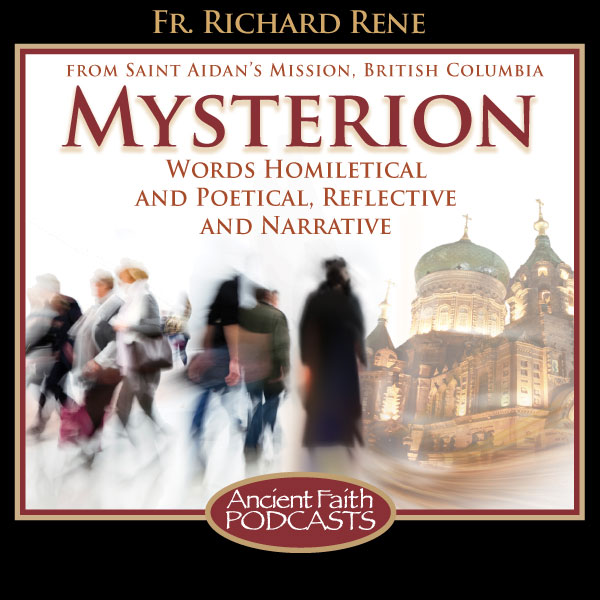 Fr. Richard Rene
from Saint Aidan's Mission, British Columbia
Mysterion
Words Homiletical
and Poetical, Reflective
and Narrative
Ancient Faith
PODCASTS